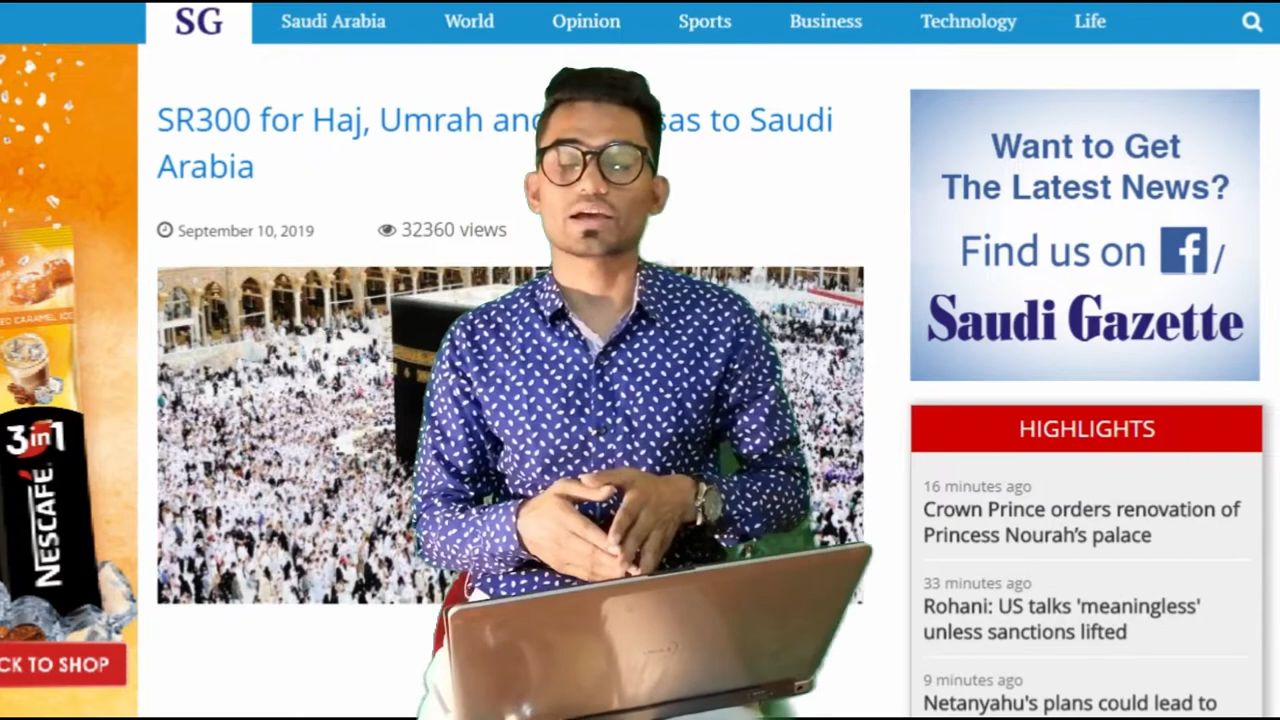 SG
Saudi Arabia
World
Opinion
Sports
Business
Technology
Life
SR300 for Haj, Umrah and to Saudi
Arabia
September 10, 2019
32360 views
Want to Get
The Latest News?
Find us on f/
Saudi Gazette
HIGHLIGHTS
16 minutes ago
Crown Prince orders renovation of
Princess Nourah's palace
33 minutes ago
Rohani: US talks 'meaningless'
unless sanctions lifted
9 minutes ago
Netanyahu's plans could lead to
3in1
NESCAFÉ
CK TO SHOP